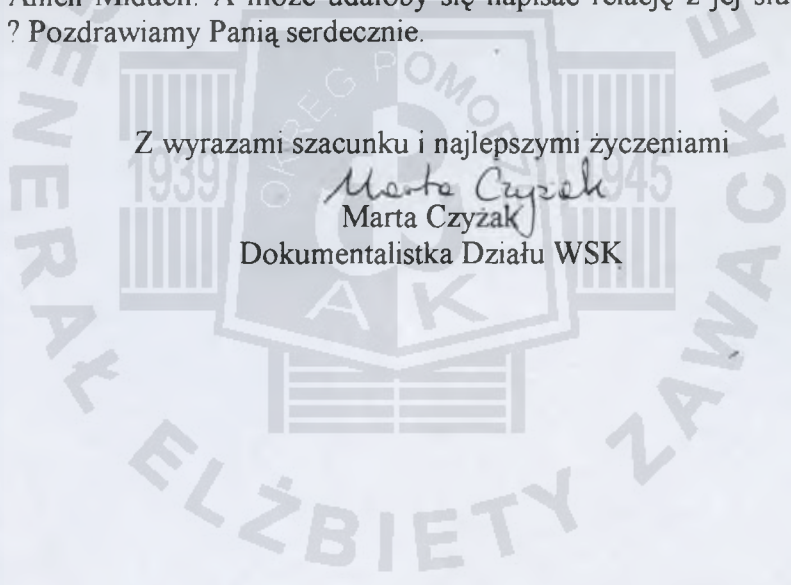 ? Pozdrawiamy Panią serdecznie.
Z wyrazami szacunku i najlepszymi życzeniami
Marta Czyżak
Marta Czyżak
Dokumentalistka Działu WSK
1939
1945
OKRĘG POMORZE
AK
GENERAŁ ELŻBIETY ZAWACKIE